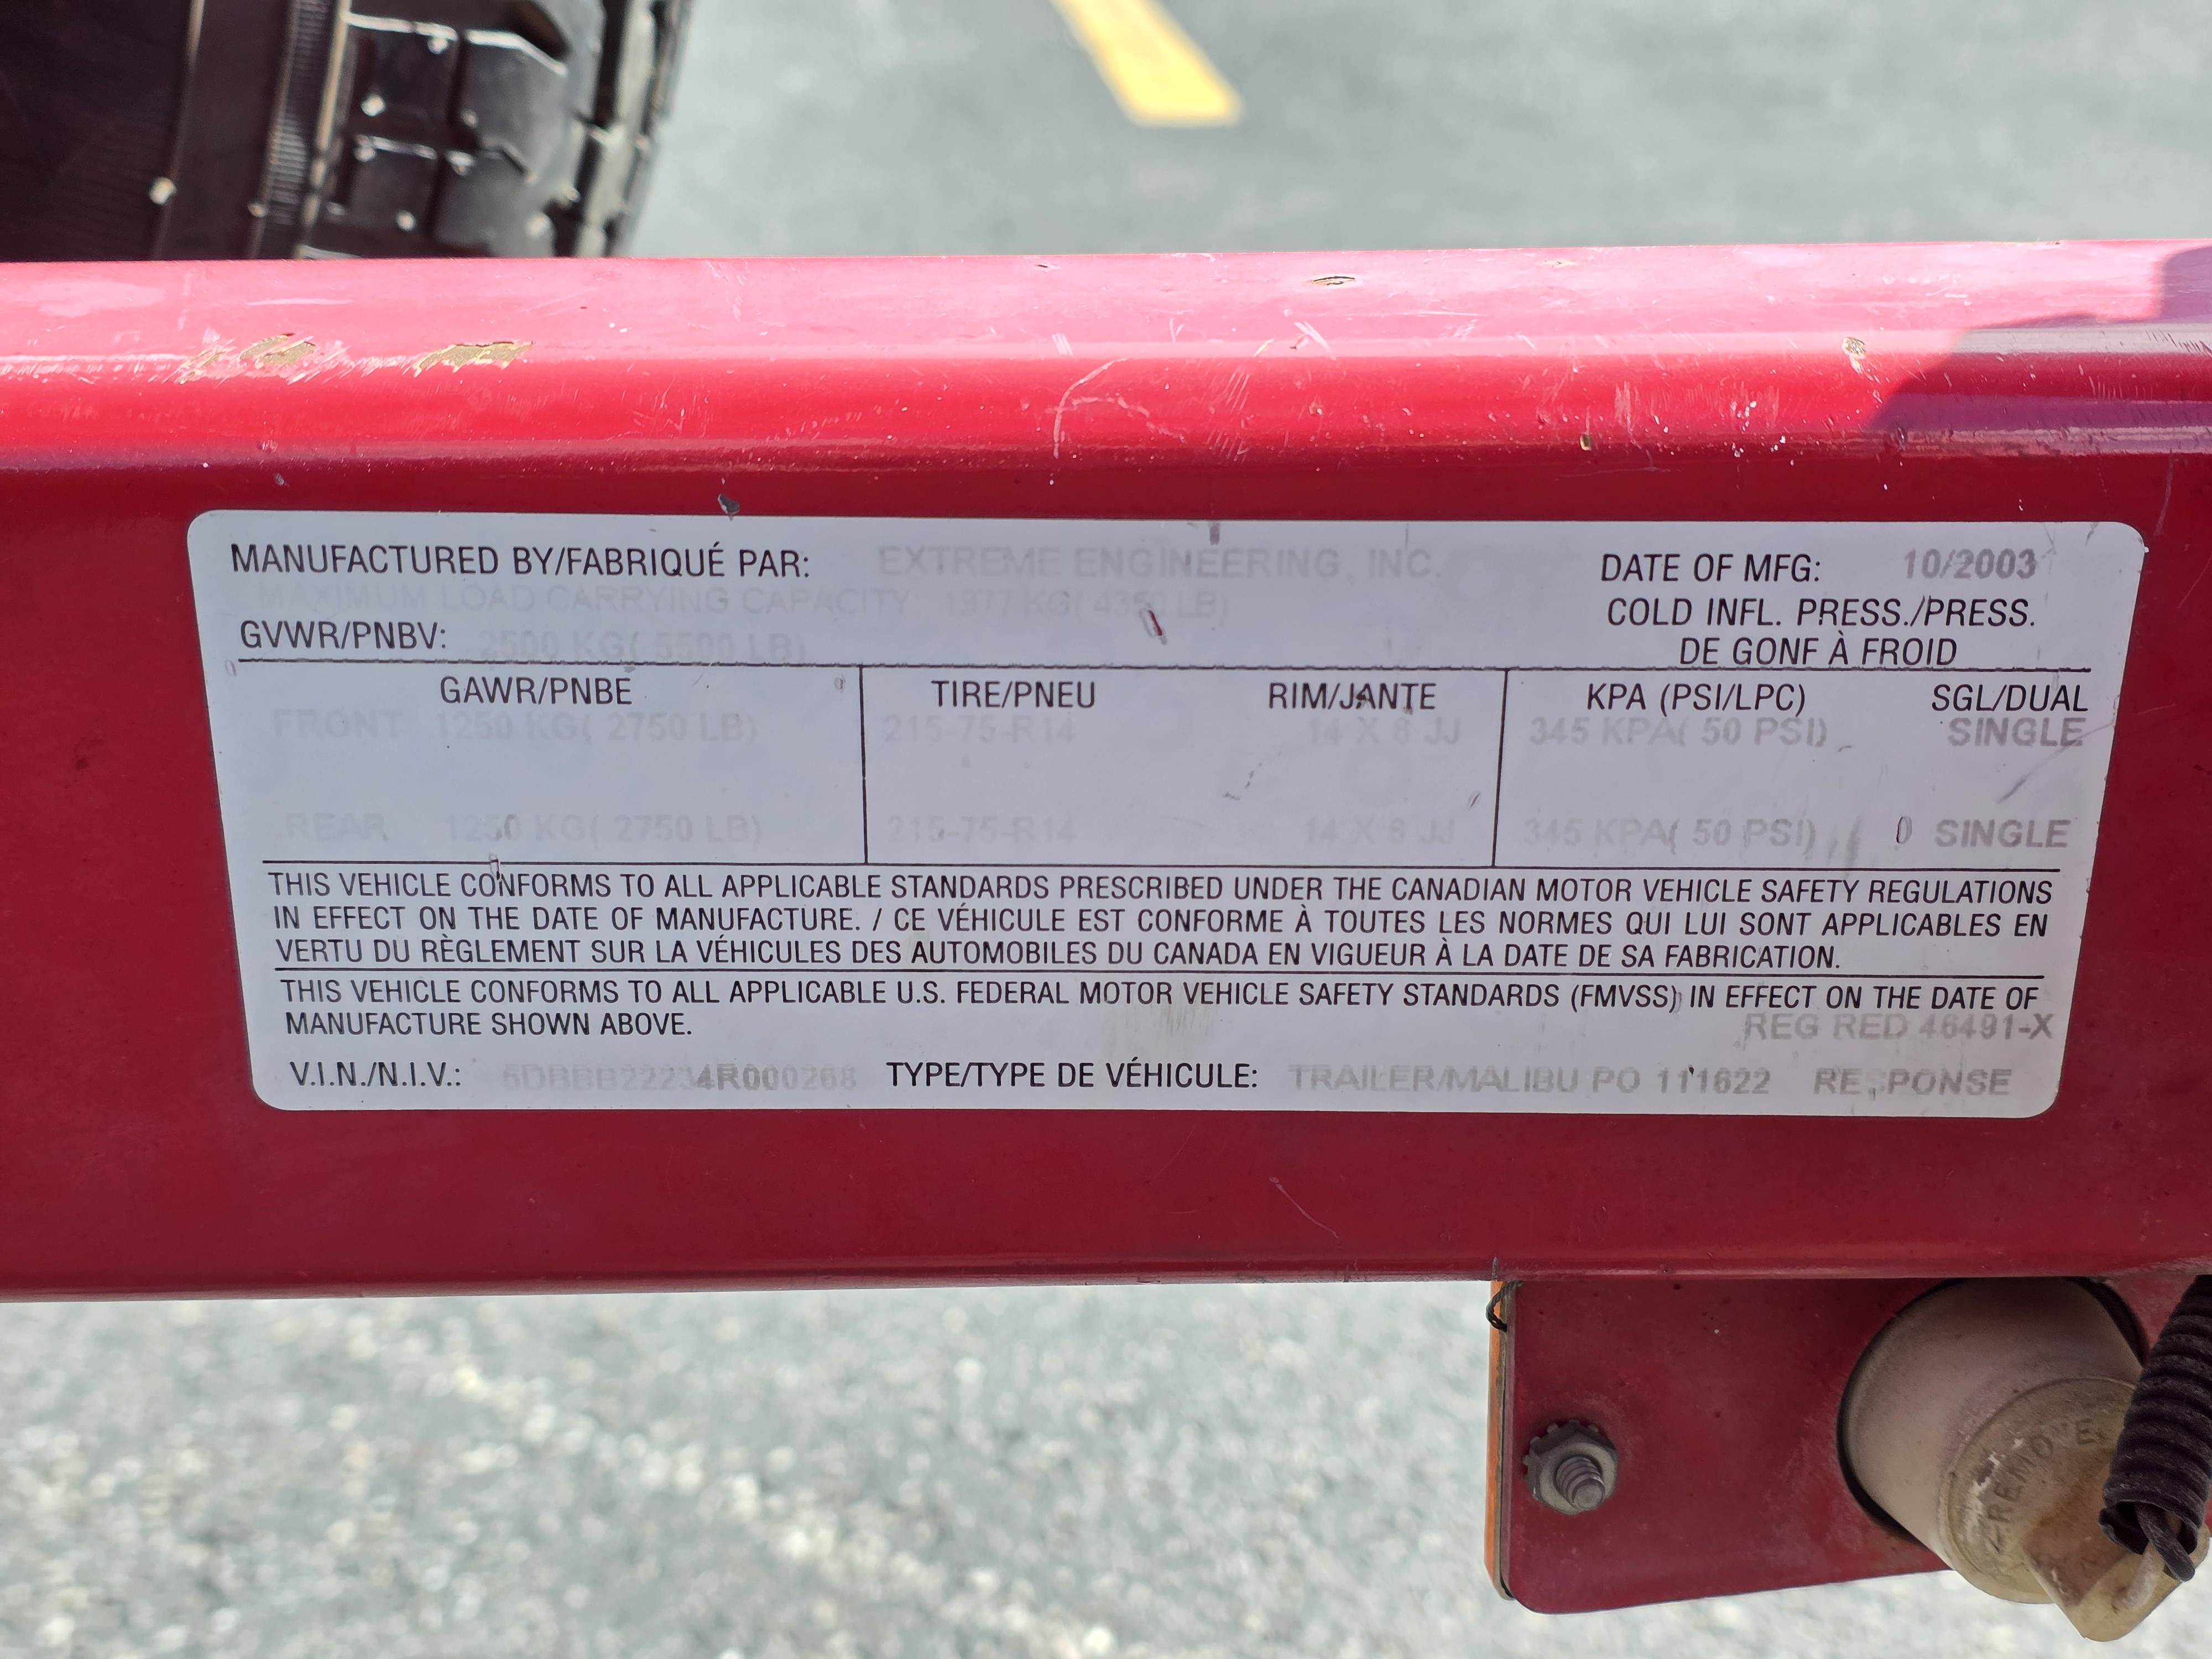 MANUFACTURED BY/FABRIQUÉ PAR: EXTREME ENGINEERING, INC. DATE OF MFG: 10/2003
MAXIMUM LOAD CARRYING CAPACITY 1977 KG( 4350 LB)
COLD INFL. PRESS./PRESS.
GVWR/PNBV: 2500 KG( 5500 LB)
DE GONF À FROID
GAWR/PNBE TIRE/PNEU RIM/JANTE KPA (PSI/LPC) SGL/DUAL
FRONT 1250 KG( 2750 LB) 215-75-R14 14 X 6 JJ 345 KPA( 50 PSI) SINGLE
REAR 1250 KG( 2750 LB) 215-75-R14 14 X 6 JJ 345 KPA( 50 PSI) SINGLE
THIS VEHICLE CONFORMS TO ALL APPLICABLE STANDARDS PRESCRIBED UNDER THE CANADIAN MOTOR VEHICLE SAFETY REGULATIONS
IN EFFECT ON THE DATE OF MANUFACTURE. / CE VÉHICULE EST CONFORME À TOUTES LES NORMES QUI LUI SONT APPLICABLES EN
VERTU DU RÈGLEMENT SUR LA VÉHICULES DES AUTOMOBILES DU CANADA EN VIGUEUR À LA DATE DE SA FABRICATION.
THIS VEHICLE CONFORMS TO ALL APPLICABLE U.S. FEDERAL MOTOR VEHICLE SAFETY STANDARDS (FMVSS) IN EFFECT ON THE DATE OF
MANUFACTURE SHOWN ABOVE.
REG RED 46491-X
V.I.N./N.I.V.: TYPE/TYPE DE VÉHICULE: TRAILER/MALIBU PO 111622 RESPONSE